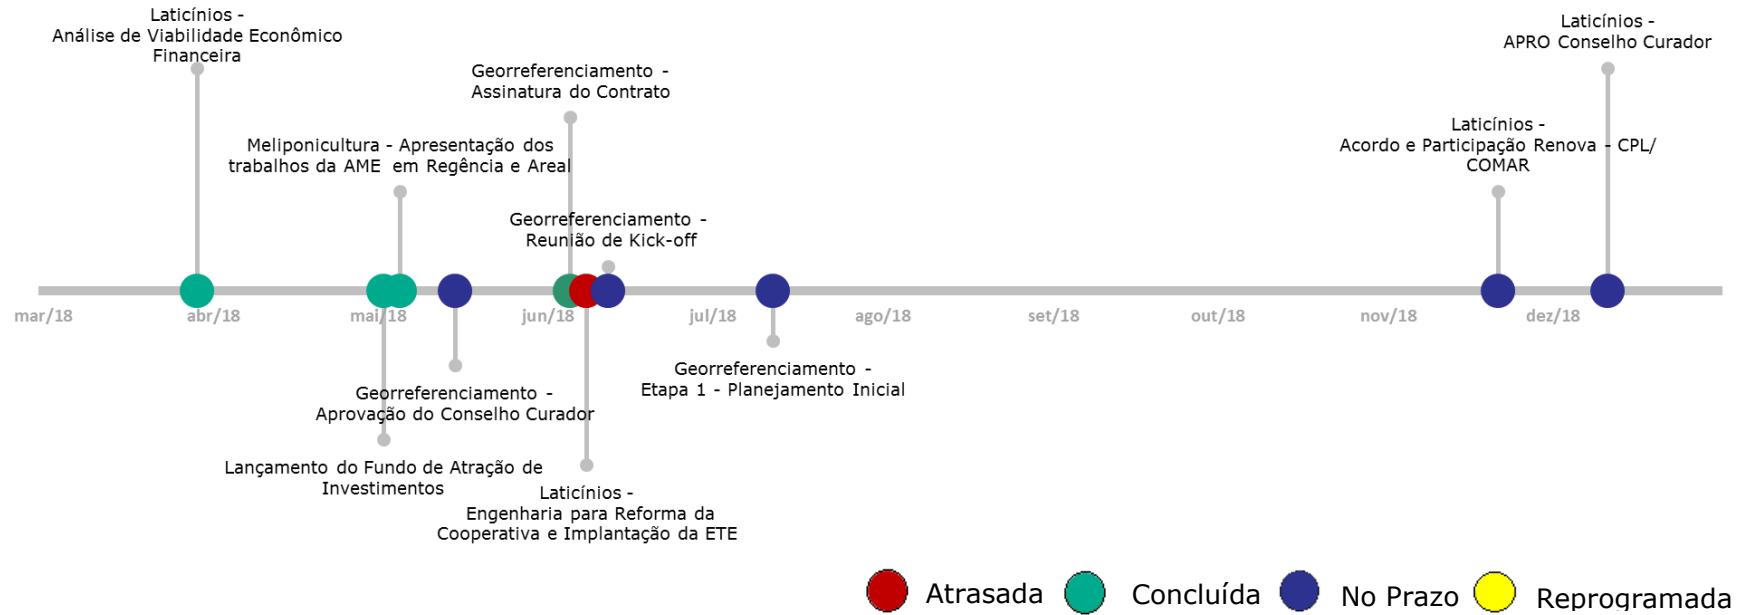 Laticínios -
Análise de Viabilidade Econômico
Financeira
Laticínios -
APRO Conselho Curador
Georreferenciamento -
Assinatura do Contrato
Meliponicultura - Apresentação dos
trabalhos da AME em Regência e Areal
Laticínios -
Acordo e Participação Renova - CPL/
COMAR
Georreferenciamento -
Reunião de Kick-off
mar/18
abr/18
mai/18
jun/18
jul/18
ago/18
set/18
out/18
nov/18
dez/18
Georreferenciamento -
Aprovação do Conselho Curador
Georreferenciamento -
Etapa 1 - Planejamento Inicial
Lançamento do Fundo de Atração de
Investimentos
Laticínios -
Engenharia para Reforma da
Cooperativa e Implantação da ETE
Atrasada
Concluída
No Prazo
Reprogramada